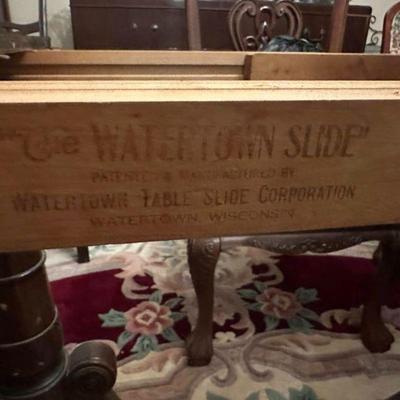 "The WATERTOWN SLIDE"
PATENTED & MANUFACTURED BY
WATERTOWN TABLE SLIDE CORPORATION
WATERTOWN, WISCONSIN